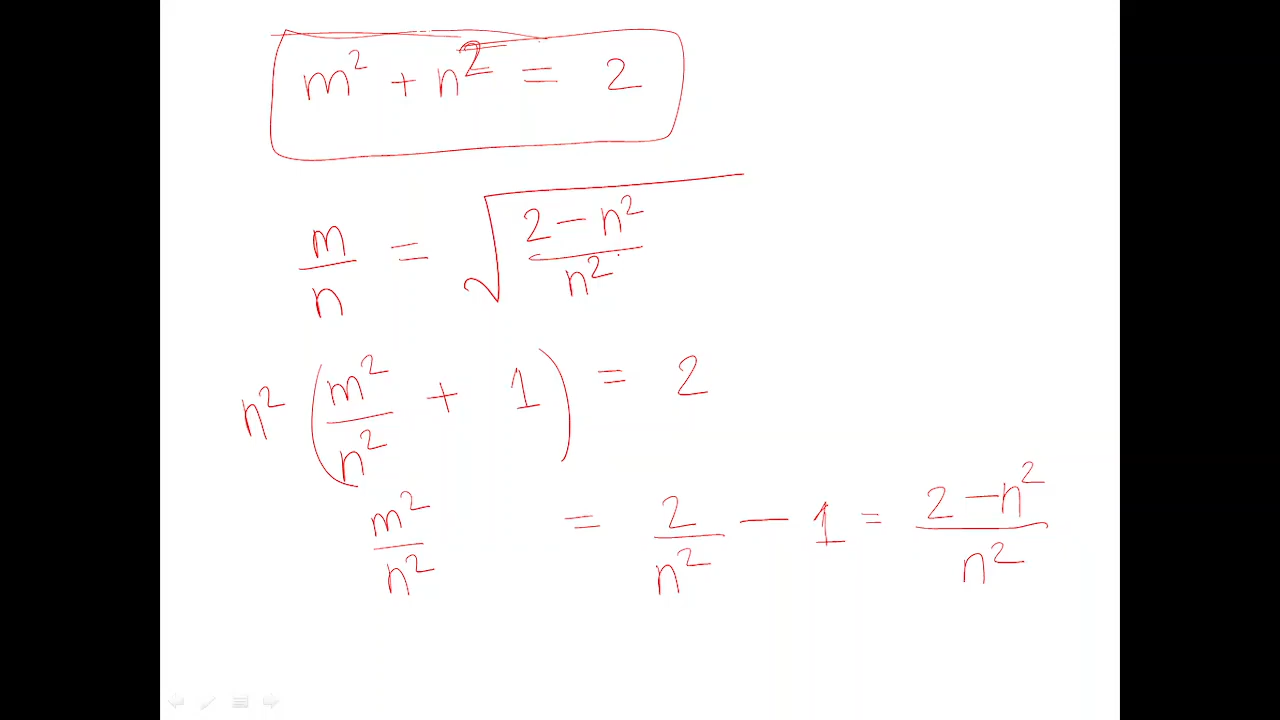 m² + n² = 2
m/n = √((2 - n²)/n²)
n² (m²/n² + 1) = 2
m²/n² = 2/n² - 1 = (2 - n²)/n²